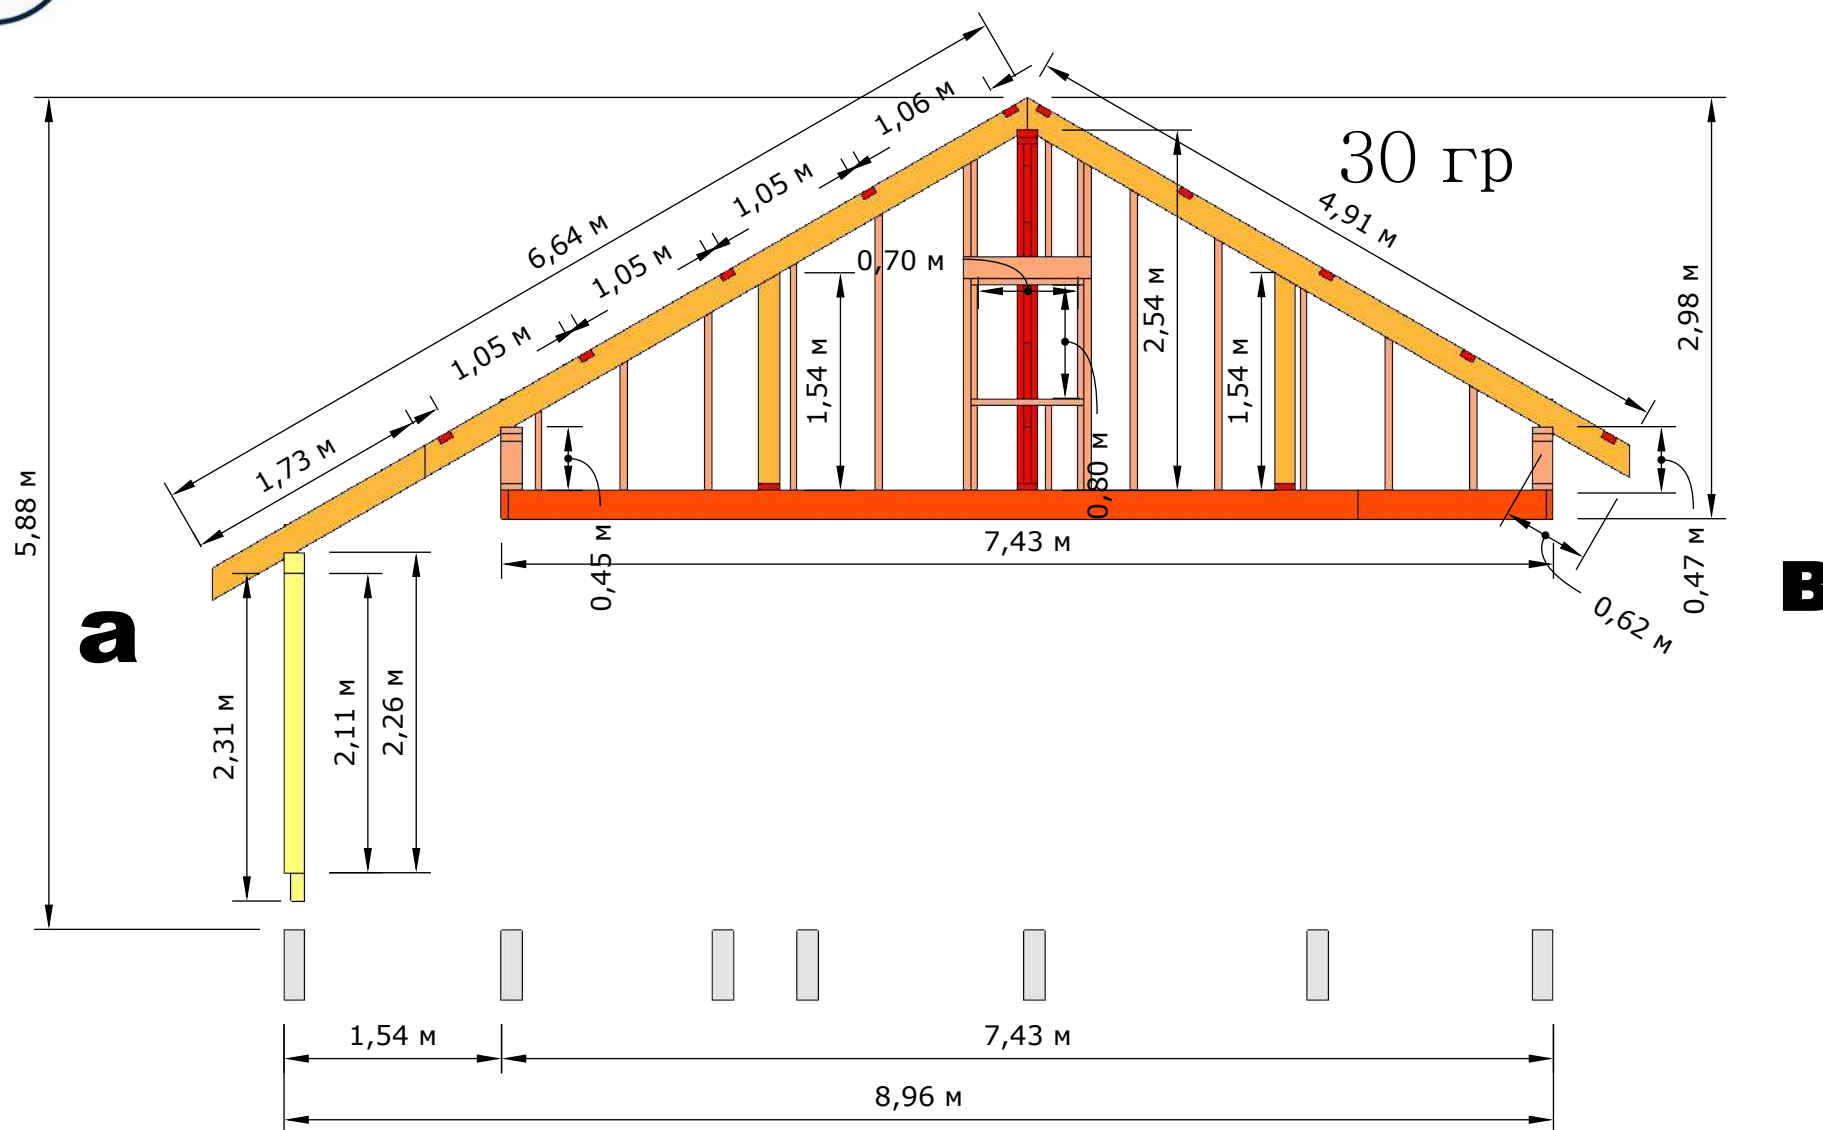 1,06 м
30 гр
1,05 м
4,91 м
6,64 м
0,70 м
1,05 м
2,98 м
2,54 м
1,05 м
1,54 м
1,54 м
1,73 м
0,80 м
5,88 м
0,45 м
7,43 м
0,47 м
в
0,62 м
а
2,31 м
2,11 м
2,26 м
1,54 м
7,43 м
8,96 м